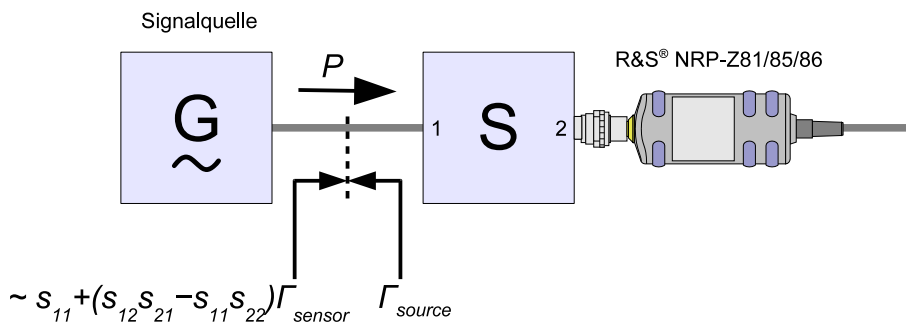 Signalquelle
P
R&S® NRP-Z81/85/86
G
1
S
2
~ s₁₁+(s₁₂s₂₁−s₁₁s₂₂)Γsensor
Γsource